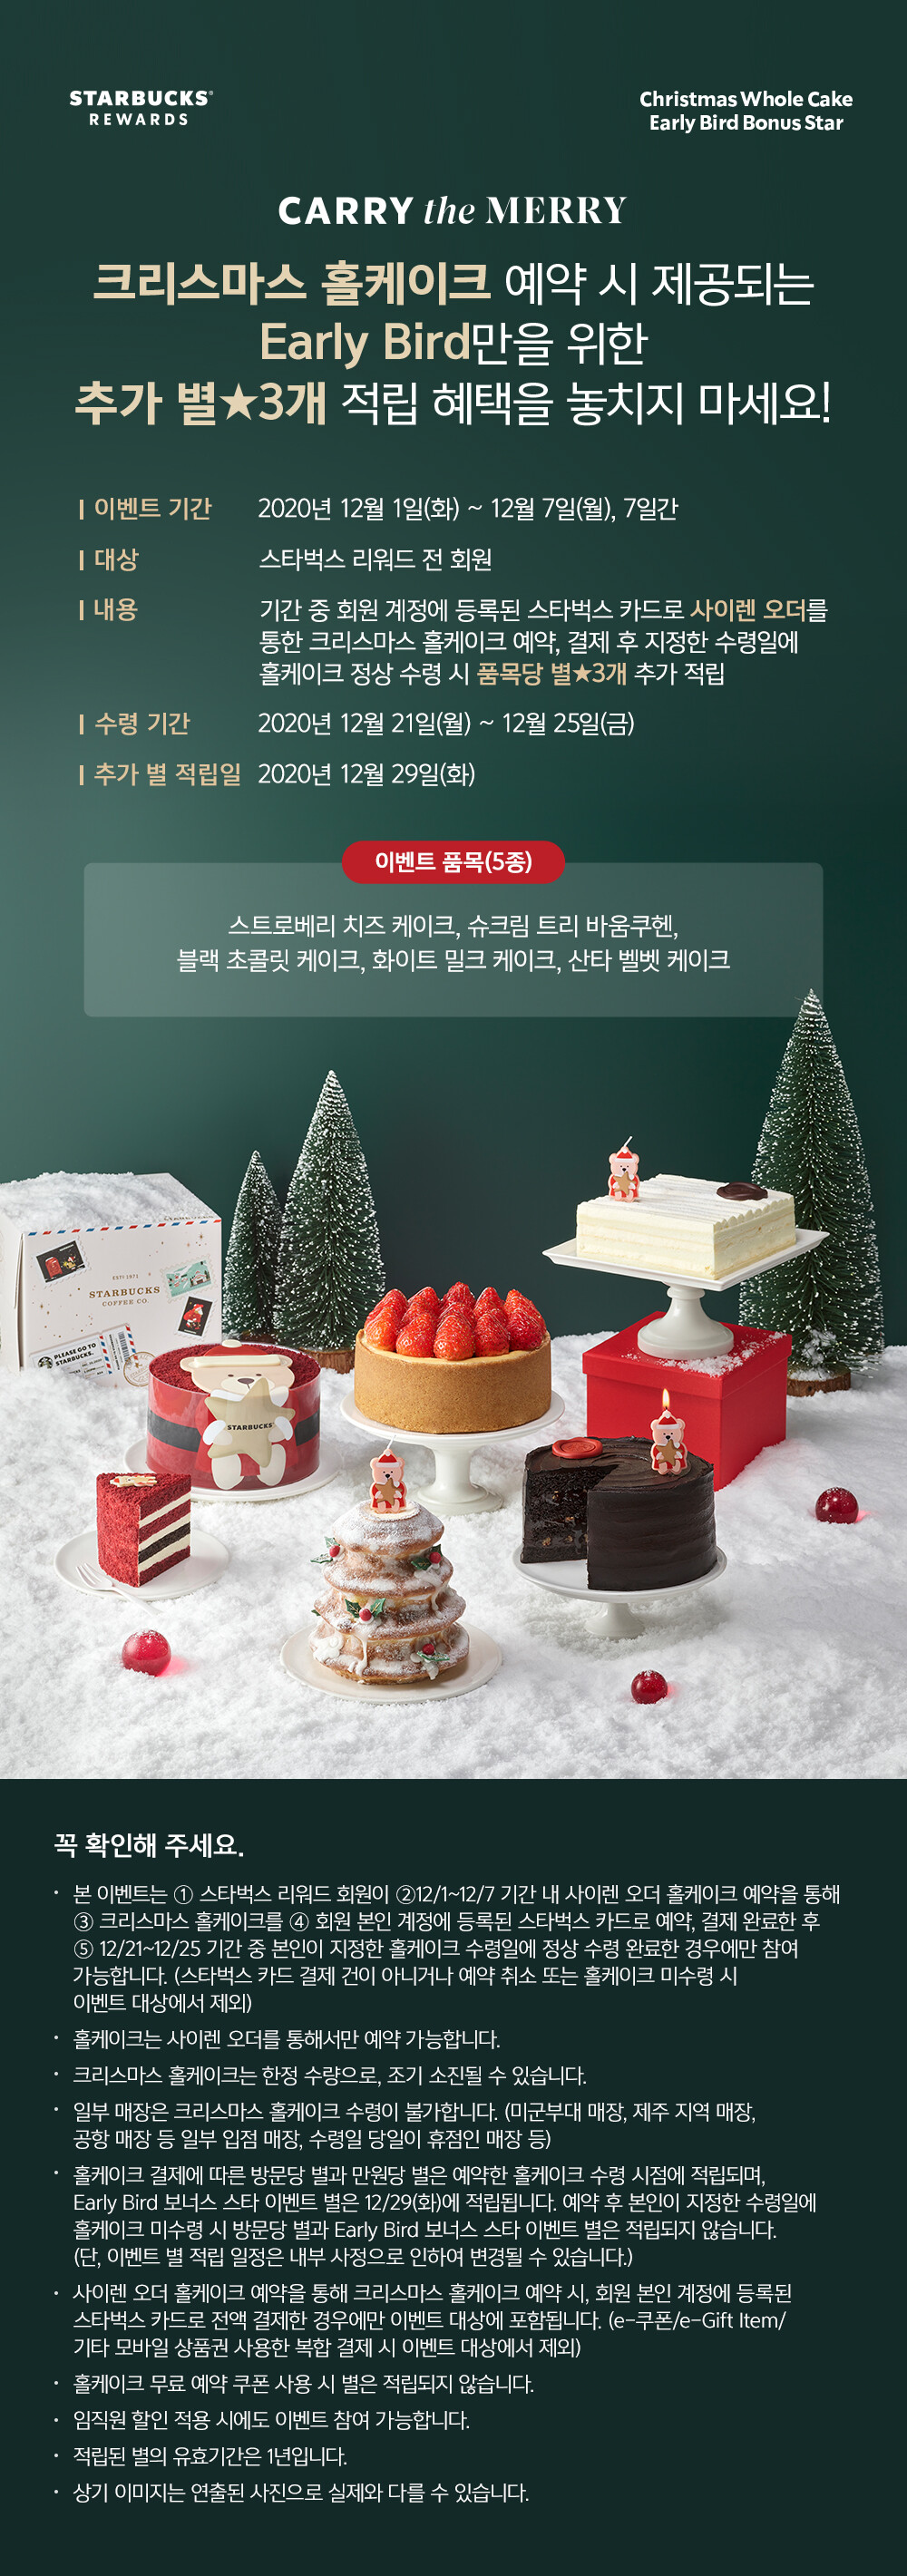 STARBUCKS®
REWARDS
Christmas Whole Cake
Early Bird Bonus Star
CARRY the MERRY
크리스마스 홀케이크 예약 시 제공되는
Early Bird만을 위한
추가 별★3개 적립 혜택을 놓치지 마세요!
이벤트 기간 2020년 12월 1일(화) ~ 12월 7일(월), 7일간
대상 스타벅스 리워드 전 회원
내용 기간 중 회원 계정에 등록된 스타벅스 카드로 사이렌 오더를
통한 크리스마스 홀케이크 예약, 결제 후 지정한 수령일에
홀케이크 정상 수령 시 품목당 별★3개 추가 적립
수령 기간 2020년 12월 21일(월) ~ 12월 25일(금)
추가 별 적립일 2020년 12월 29일(화)
이벤트 품목(5종)
스트로베리 치즈 케이크, 슈크림 트리 바움쿠헨,
블랙 초콜릿 케이크, 화이트 밀크 케이크, 산타 벨벳 케이크
ESTD 1971
STARBUCKS
COFFEE CO.
PLEASE GO TO
STARBUCKS.
STARBUCKS
꼭 확인해 주세요.
· 본 이벤트는 ① 스타벅스 리워드 회원이 ②12/1~12/7 기간 내 사이렌 오더 홀케이크 예약을 통해
③ 크리스마스 홀케이크를 ④ 회원 본인 계정에 등록된 스타벅스 카드로 예약, 결제 완료한 후
⑤ 12/21~12/25 기간 중 본인이 지정한 홀케이크 수령일에 정상 수령 완료한 경우에만 참여
가능합니다. (스타벅스 카드 결제 건이 아니거나 예약 취소 또는 홀케이크 미수령 시
이벤트 대상에서 제외)
· 홀케이크는 사이렌 오더를 통해서만 예약 가능합니다.
· 크리스마스 홀케이크는 한정 수량으로, 조기 소진될 수 있습니다.
· 일부 매장은 크리스마스 홀케이크 수령이 불가합니다. (미군부대 매장, 제주 지역 매장,
공항 매장 등 일부 입점 매장, 수령일 당일이 휴점인 매장 등)
· 홀케이크 결제에 따른 방문당 별과 만원당 별은 예약한 홀케이크 수령 시점에 적립되며,
Early Bird 보너스 스타 이벤트 별은 12/29(화)에 적립됩니다. 예약 후 본인이 지정한 수령일에
홀케이크 미수령 시 방문당 별과 Early Bird 보너스 스타 이벤트 별은 적립되지 않습니다.
(단, 이벤트 별 적립 일정은 내부 사정으로 인하여 변경될 수 있습니다.)
· 사이렌 오더 홀케이크 예약을 통해 크리스마스 홀케이크 예약 시, 회원 본인 계정에 등록된
스타벅스 카드로 전액 결제한 경우에만 이벤트 대상에 포함됩니다. (e-쿠폰/e-Gift Item/
기타 모바일 상품권 사용한 복합 결제 시 이벤트 대상에서 제외)
· 홀케이크 무료 예약 쿠폰 사용 시 별은 적립되지 않습니다.
· 임직원 할인 적용 시에도 이벤트 참여 가능합니다.
· 적립된 별의 유효기간은 1년입니다.
· 상기 이미지는 연출된 사진으로 실제와 다를 수 있습니다.